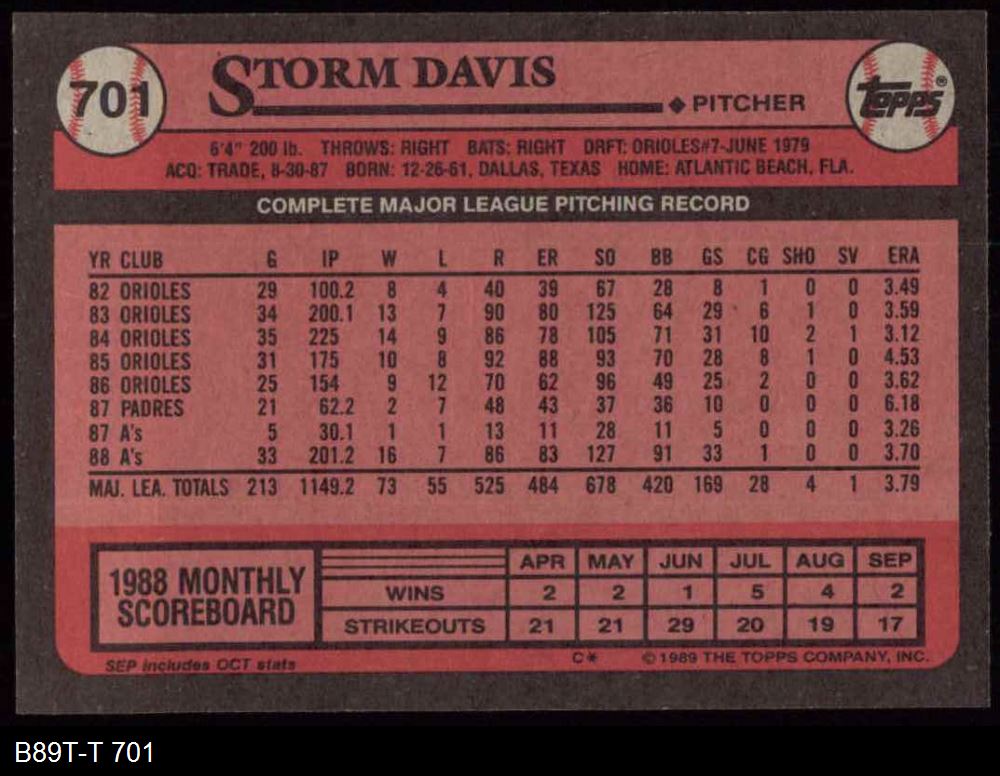 701 STORM DAVIS ◆ PITCHER TOPPS®
6'4" 200 lb. THROWS: RIGHT BATS: RIGHT DRFT: ORIOLES#7-JUNE 1979
ACQ: TRADE, 8-30-87 BORN: 12-26-61, DALLAS, TEXAS HOME: ATLANTIC BEACH, FLA.
COMPLETE MAJOR LEAGUE PITCHING RECORD
YR CLUB G IP W L R ER SO BB GS CG SHO SV ERA
82 ORIOLES 29 100.2 8 4 40 39 67 28 8 1 0 0 3.49
83 ORIOLES 34 200.1 13 7 90 80 125 64 29 6 1 0 3.59
84 ORIOLES 35 225 14 9 86 78 105 71 31 10 2 1 3.12
85 ORIOLES 31 175 10 8 92 88 93 70 28 8 1 0 4.53
86 ORIOLES 25 154 9 12 70 62 96 49 25 2 0 0 3.62
87 PADRES 21 62.2 2 7 48 43 37 36 10 0 0 0 6.18
87 A's 5 30.1 1 1 13 11 28 11 5 0 0 0 3.26
88 A's 33 201.2 16 7 86 83 127 91 33 1 0 0 3.70
MAJ. LEA. TOTALS 213 1149.2 73 55 525 484 678 420 169 28 4 1 3.79
1988 MONTHLY SCOREBOARD
APR MAY JUN JUL AUG SEP
WINS 2 2 1 5 4 2
STRIKEOUTS 21 21 29 20 19 17
SEP includes OCT stats C* © 1989 THE TOPPS COMPANY, INC.
B89T-T 701